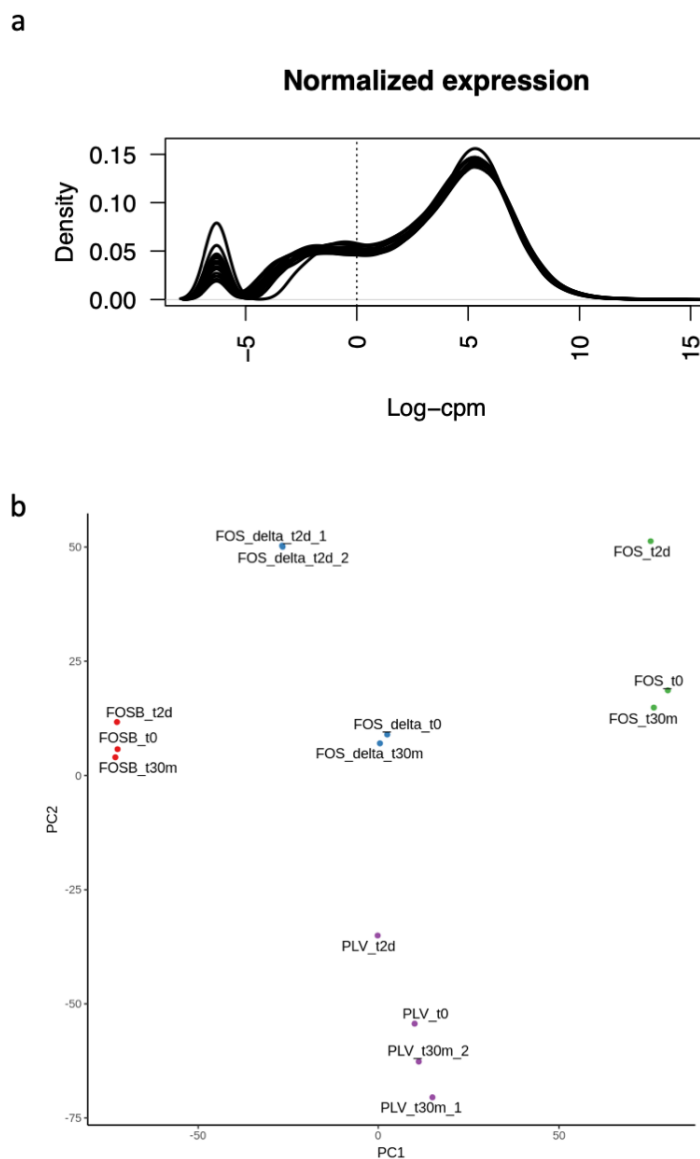 a
Normalized expression
Density
0.15
0.10
0.05
0.00
−5
0
5
10
15
Log−cpm
b
PC2
50
25
0
-25
-50
-75
FOS_delta_t2d_1
FOS_delta_t2d_2
FOS_t2d
FOS_t0
FOS_t30m
FOSB_t2d
FOSB_t0
FOSB_t30m
FOS_delta_t0
FOS_delta_t30m
PLV_t2d
PLV_t0
PLV_t30m_2
PLV_t30m_1
-50
0
50
PC1